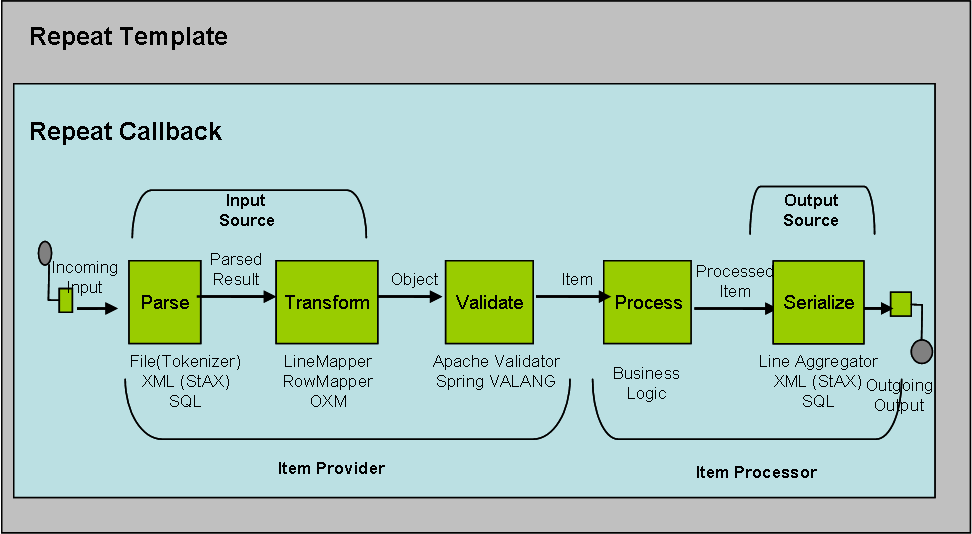 Repeat Template
Repeat Callback
Input
Source
Output
Source
Incoming
Input
Parsed
Result
Object
Item
Processed
Item
Parse
Transform
Validate
Process
Serialize
File(Tokenizer)
XML (StAX)
SQL
LineMapper
RowMapper
OXM
Apache Validator
Spring VALANG
Business
Logic
Line Aggregator
XML (StAX)
SQL
Outgoing
Output
Item Provider
Item Processor